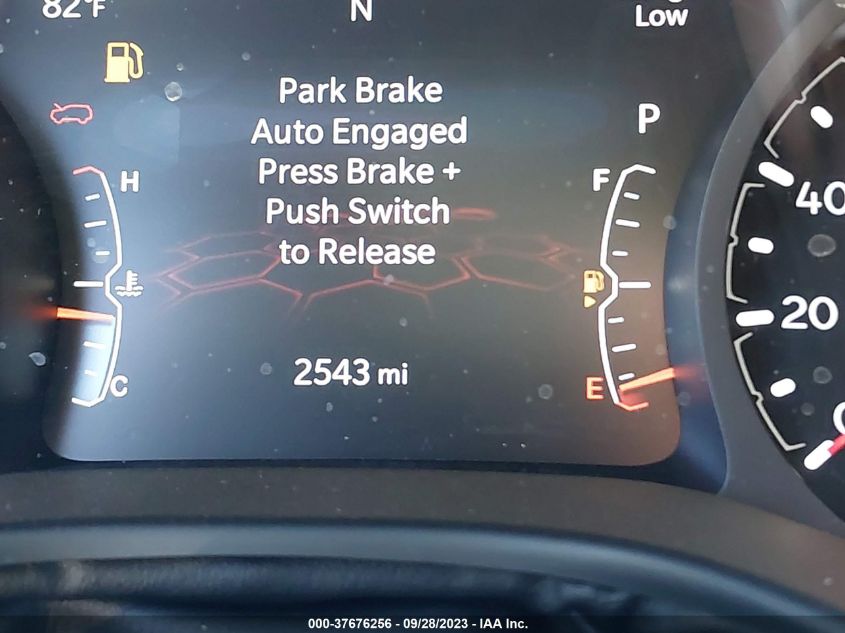 82°F
N
Low
Park Brake
Auto Engaged
Press Brake +
Push Switch
to Release
P
H
F
C
E
2543 mi
40
20
0
000-37676256 - 09/28/2023 - IAA Inc.